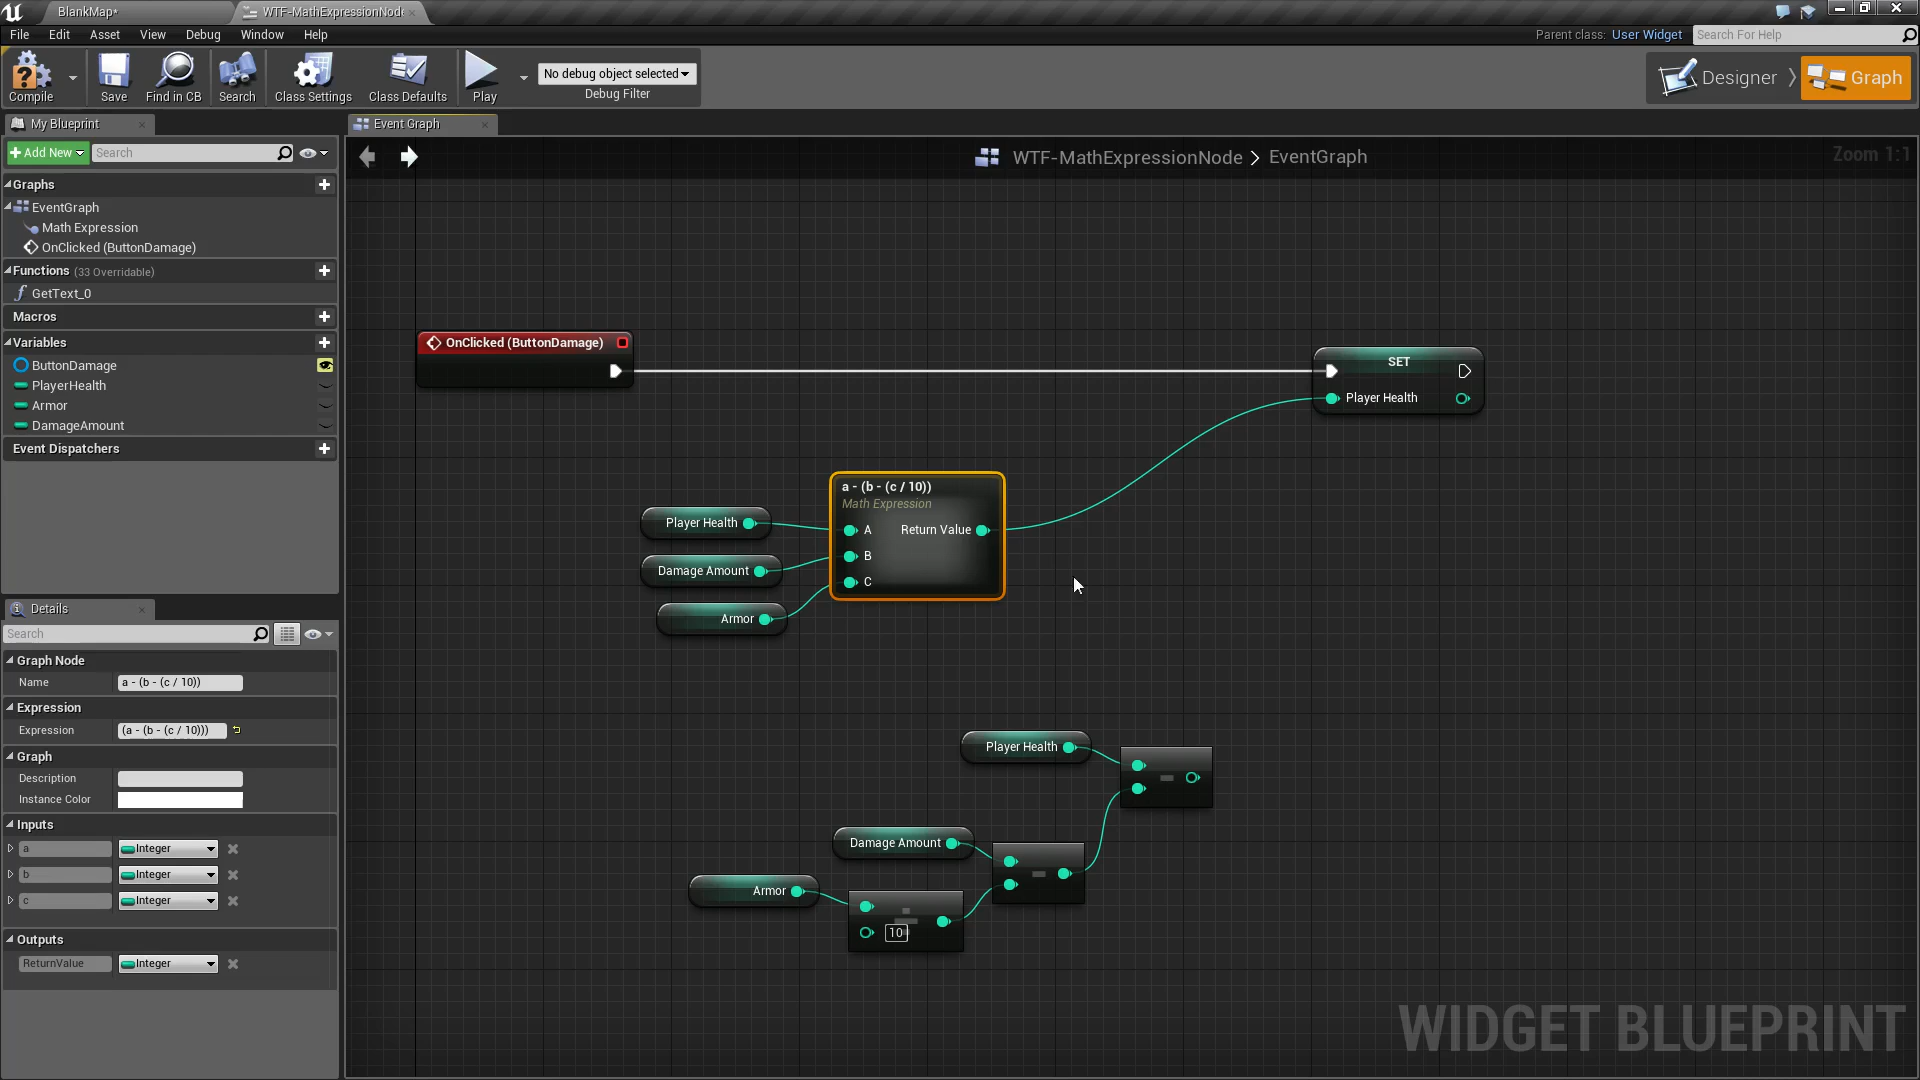 BlankMap*
WTF-MathExpressionNode
File Edit Asset View Debug Window Help
Parent class: User Widget Search For Help
Compile Save Find in CB Search Class Settings Class Defaults Play
No debug object selected
Debug Filter
Designer Graph
My Blueprint
Event Graph
Add New Search
WTF-MathExpressionNode > EventGraph
Zoom 1:1
Graphs
EventGraph
Math Expression
OnClicked (ButtonDamage)
Functions (33 Overridable)
GetText_0
Macros
Variables
ButtonDamage
PlayerHealth
Armor
DamageAmount
Event Dispatchers
OnClicked (ButtonDamage)
SET
Player Health
a - (b - (c / 10))
Math Expression
Player Health
A Return Value
Damage Amount
B
Armor
C
Details
Search
Graph Node
Name a - (b - (c / 10))
Expression
Expression (a - (b - (c / 10)))
Graph
Description
Instance Color
Inputs
a Integer
b Integer
c Integer
Outputs
ReturnValue Integer
Player Health
-
Damage Amount
-
Armor
÷
10
WIDGET BLUEPRINT